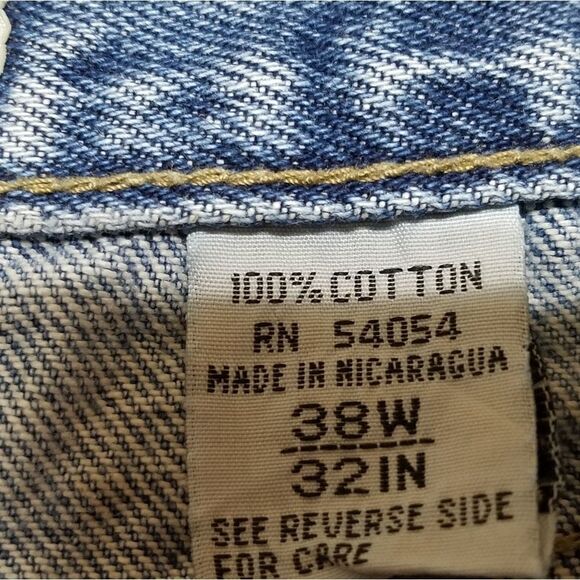 100% COTTON
RN 54054
MADE IN NICARAGUA
38W
32IN
SEE REVERSE SIDE
FOR CARE